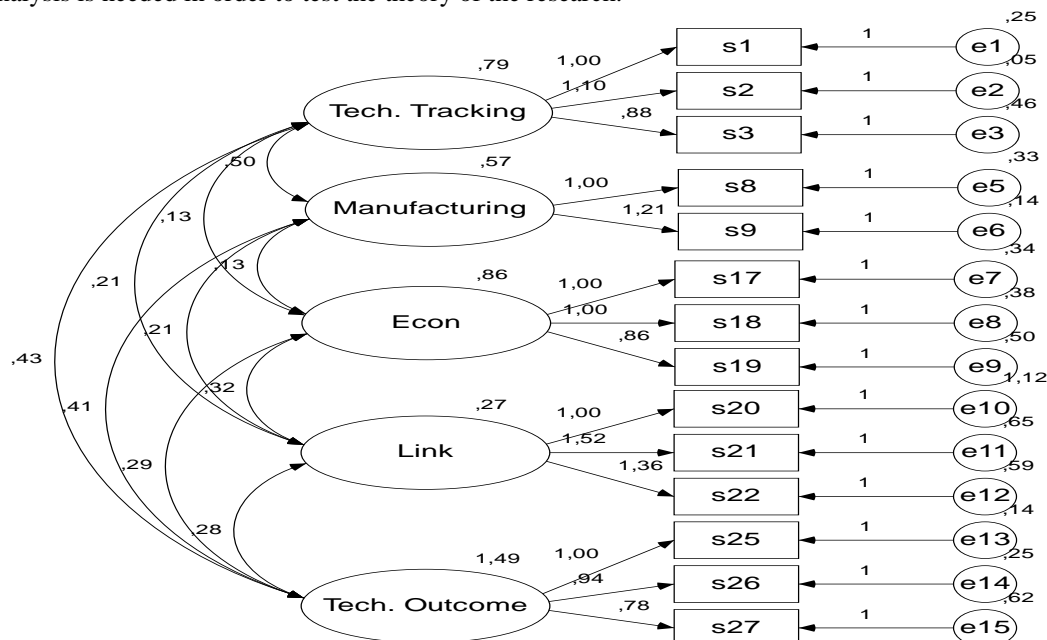 nalysis is needed in order to test the theory of the research.
,25
,79
1,00
s1
1
e1
,05
Tech. Tracking
1,10
s2
1
e2
,46
,88
s3
1
e3
,33
,50
,57
Manufacturing
1,00
s8
1
e5
,14
1,21
s9
1
e6
,34
,13
,13
,86
Econ
1,00
s17
1
e7
,38
1,00
s18
1
e8
,50
,86
s19
1
e9
1,12
,21
,21
,43
,32
,41
,27
Link
1,00
s20
1
e10
,65
1,52
s21
1
e11
,59
1,36
s22
1
e12
,14
,29
,28
1,49
Tech. Outcome
1,00
s25
1
e13
,25
,94
s26
1
e14
,62
,78
s27
1
e15